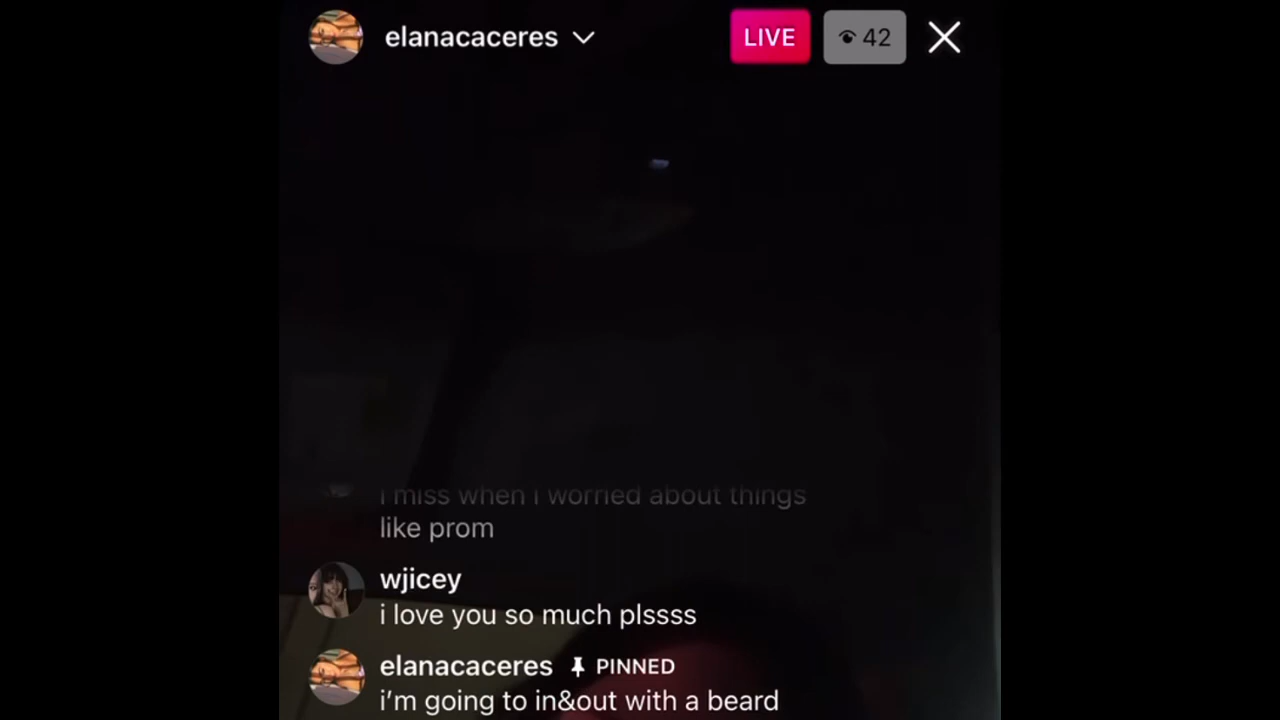 elanacaceres
LIVE
42
i miss when i worried about things
like prom
wjicey
i love you so much plssss
elanacaceres PINNED
i’m going to in&out with a beard